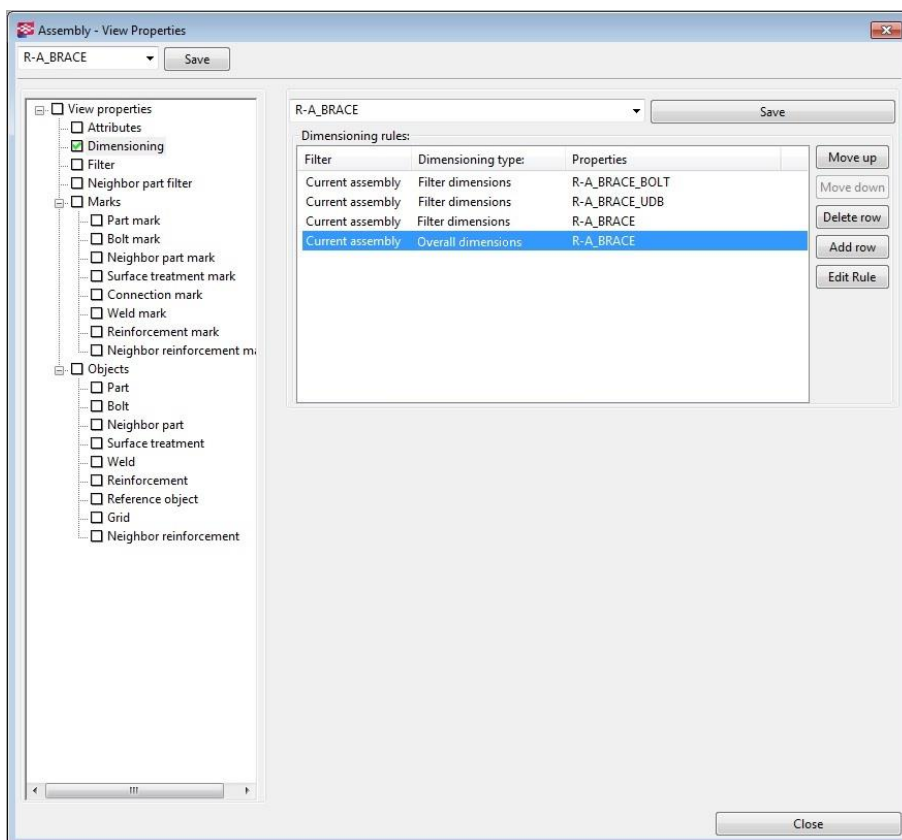 Assembly - View Properties
R-A_BRACE
Save
View properties
Attributes
Dimensioning
Filter
Neighbor part filter
Marks
Part mark
Bolt mark
Neighbor part mark
Surface treatment mark
Connection mark
Weld mark
Reinforcement mark
Neighbor reinforcement ma
Objects
Part
Bolt
Neighbor part
Surface treatment
Weld
Reinforcement
Reference object
Grid
Neighbor reinforcement
R-A_BRACE
Save
Dimensioning rules:
Filter Dimensioning type: Properties
Current assembly Filter dimensions R-A_BRACE_BOLT
Current assembly Filter dimensions R-A_BRACE_UDB
Current assembly Filter dimensions R-A_BRACE
Current assembly Overall dimensions R-A_BRACE
Move up
Move down
Delete row
Add row
Edit Rule
Close